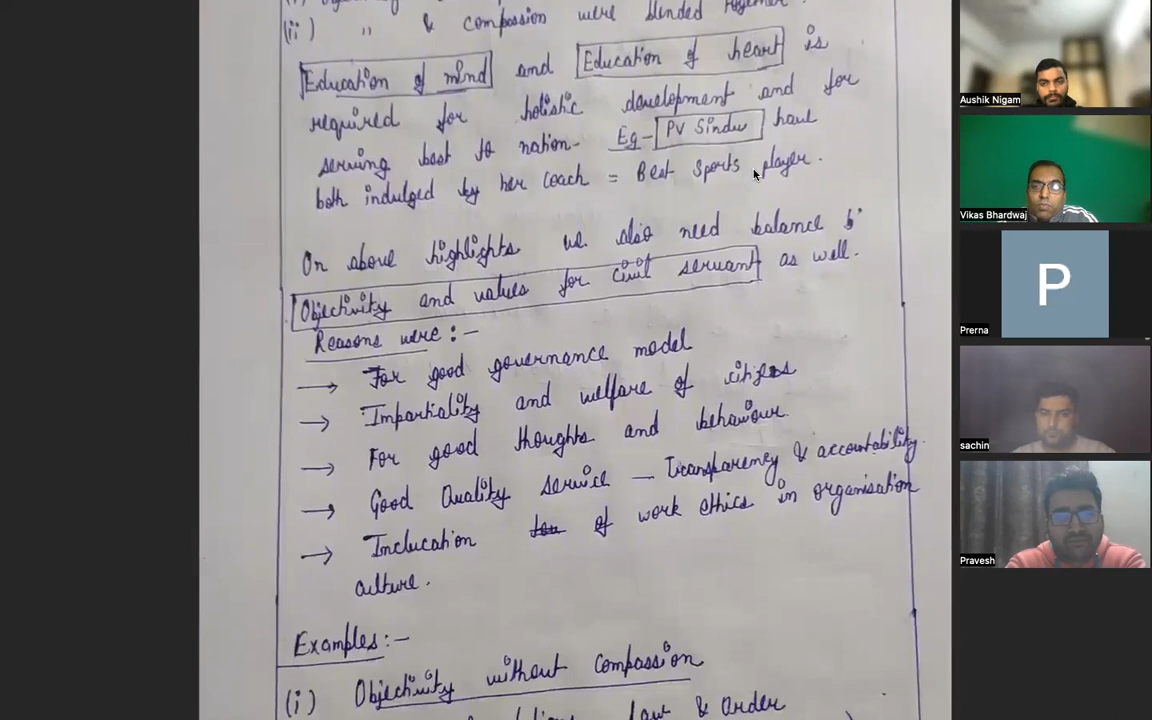 (ii) " & compassion were blended together.
Education of mind and Education of heart is
required for holistic development and for
serving best to nation. Eg- PV Sindu have
both indulged by her coach = Best sports player.
On above highlights we also need balance b'
Objectivity and values for civil servant as well.
Reasons were :-
→ For good governance model
→ Impartiality and welfare of citizens
→ For good thoughts and behaviour.
→ Good Quality service - Transparency & accountability.
→ Inclucation of work ethics in organisation
culture.
Examples:-
(i) Objectivity without compassion
law & order
Aushik Nigam
Vikas Bhardwaj
P
Prerna
sachin
Pravesh